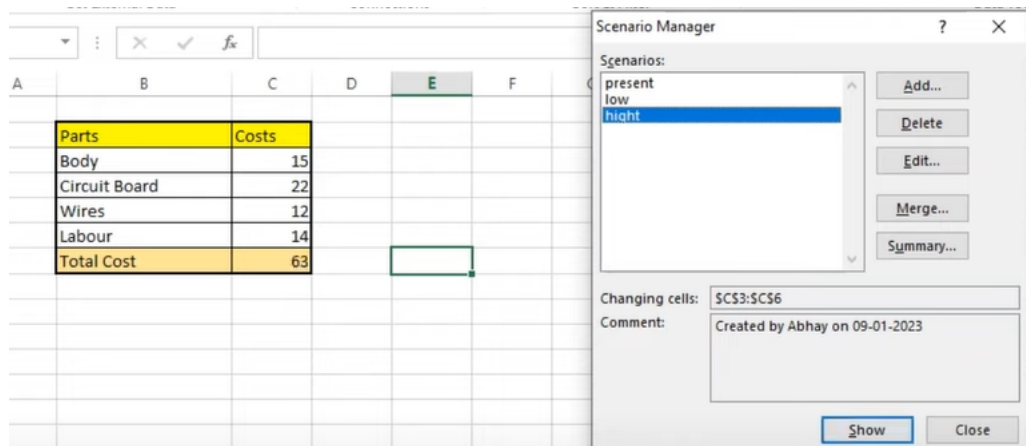 fx
A B C D E F
Parts Costs
Body 15
Circuit Board 22
Wires 12
Labour 14
Total Cost 63
Scenario Manager ? ×
Scenarios:
present
low
hight
Add...
Delete
Edit...
Merge...
Summary...
Changing cells: $C$3:$C$6
Comment: Created by Abhay on 09-01-2023
Show Close